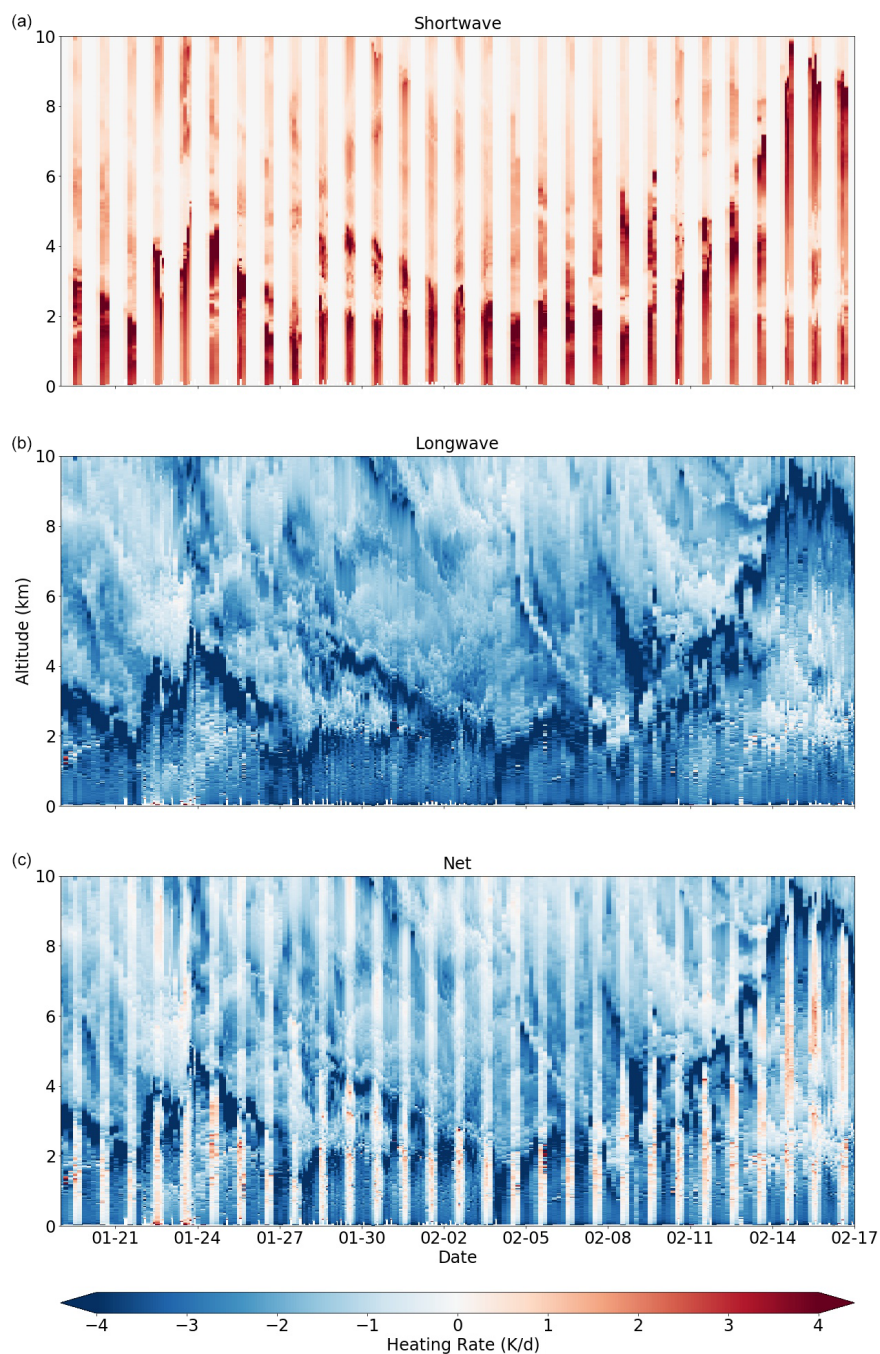 (a)
Shortwave
10
8
6
4
2
0
(b)
Longwave
10
8
6
4
2
0
Altitude (km)
(c)
Net
10
8
6
4
2
0
01-21 01-24 01-27 01-30 02-02 02-05 02-08 02-11 02-14 02-17
Date
−4 −3 −2 −1 0 1 2 3 4
Heating Rate (K/d)